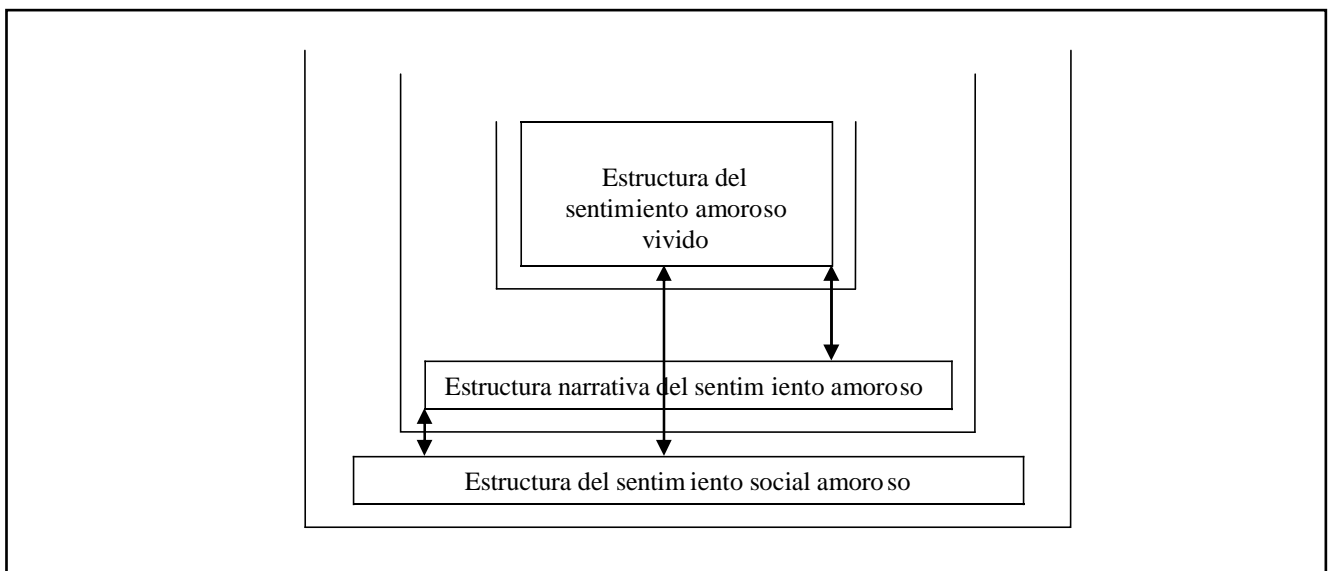 Estructura del
sentimiento amoroso
vivido
Estructura narrativa del sentim iento amoroso
Estructura del sentim iento social amoro so